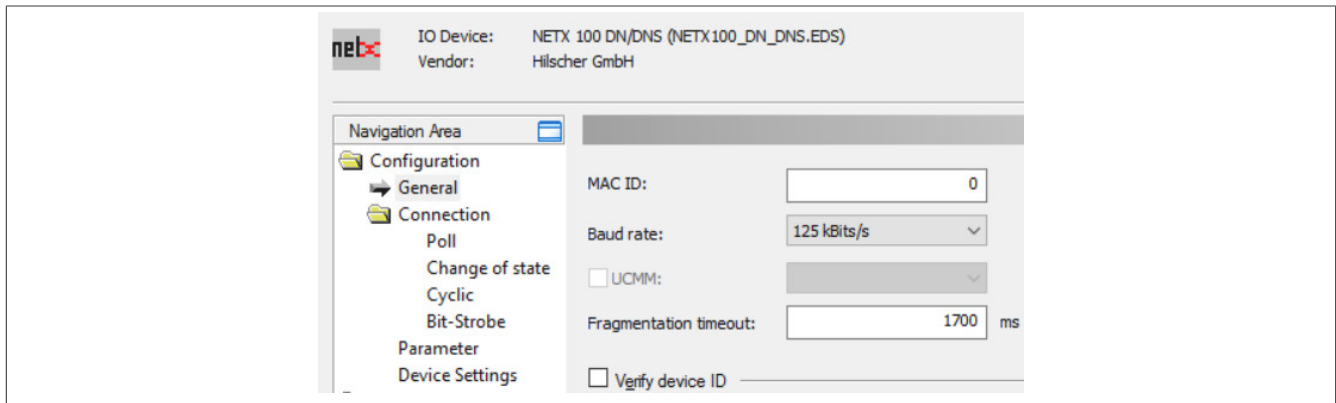 netx
IO Device: NETX 100 DN/DNS (NETX100_DN_DNS.EDS)
Vendor: Hilscher GmbH
Navigation Area
Configuration
General
Connection
Poll
Change of state
Cyclic
Bit-Strobe
Parameter
Device Settings
MAC ID: 0
Baud rate: 125 kBits/s
UCMM:
Fragmentation timeout: 1700 ms
Verify device ID